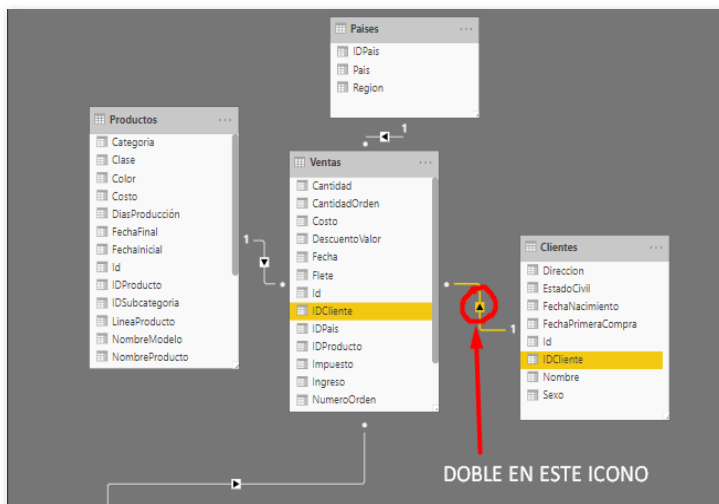 Paises
IDPais
Pais
Region
1
Productos
Categoria
Clase
Color
Costo
DiasProducción
FechaFinal
FechaInicial
Id
IDProducto
IDSubcategoria
LineaProducto
NombreModelo
NombreProducto
1
Ventas
Cantidad
CantidadOrden
Costo
DescuentoValor
Fecha
Flete
Id
IDCliente
IDPais
IDProducto
Impuesto
Ingreso
NumeroOrden
1
Clientes
Direccion
EstadoCivil
FechaNacimiento
FechaPrimeraCompra
Id
IDCliente
Nombre
Sexo
DOBLE EN ESTE ICONO